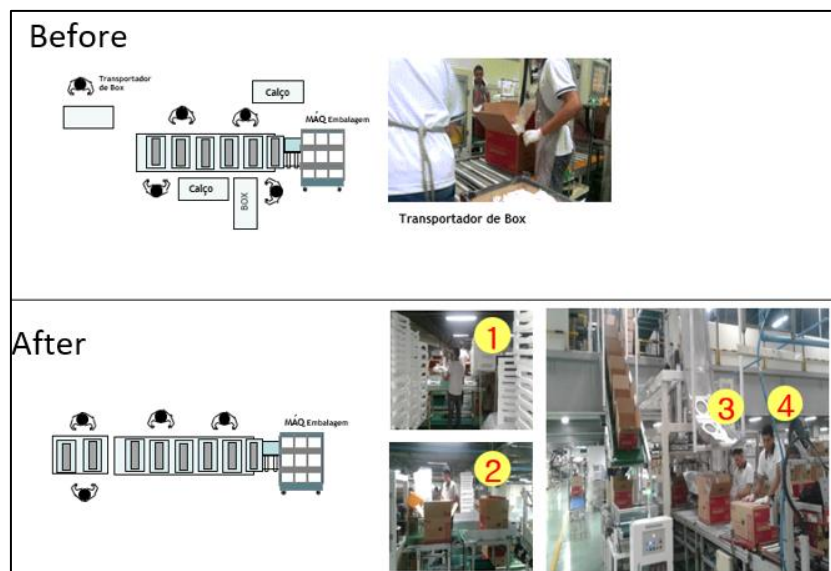 Before
Transportador
de Box
Calço
MÁQ Embalagem
Calço
BOX
Transportador de Box
After
MÁQ Embalagem
1
2
3
4